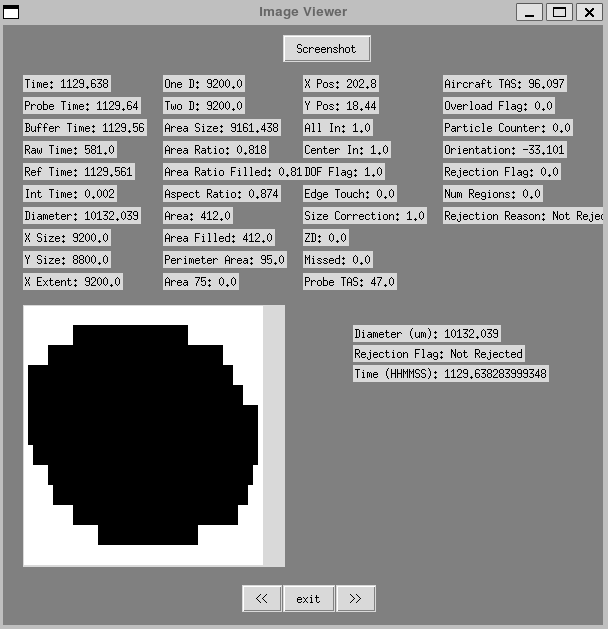 Image Viewer
Screenshot
Time: 1129.638 One D: 9200.0 X Pos: 202.8 Aircraft TAS: 96.097
Probe Time: 1129.64 Two D: 9200.0 Y Pos: 18.44 Overload Flag: 0.0
Buffer Time: 1129.56 Area Size: 9161.438 All In: 1.0 Particle Counter: 0.0
Raw Time: 581.0 Area Ratio: 0.818 Center In: 1.0 Orientation: -33.101
Ref Time: 1129.561 Area Ratio Filled: 0.81 DOF Flag: 1.0 Rejection Flag: 0.0
Int Time: 0.002 Aspect Ratio: 0.874 Edge Touch: 0.0 Num Regions: 0.0
Diameter: 10132.039 Area: 412.0 Size Correction: 1.0 Rejection Reason: Not Rejec
X Size: 9200.0 Area Filled: 412.0 ZD: 0.0
Y Size: 8800.0 Perimeter Area: 95.0 Missed: 0.0
X Extent: 9200.0 Area 75: 0.0 Probe TAS: 47.0
Diameter (um): 10132.039
Rejection Flag: Not Rejected
Time (HHMMSS): 1129.638283999348
<< exit >>